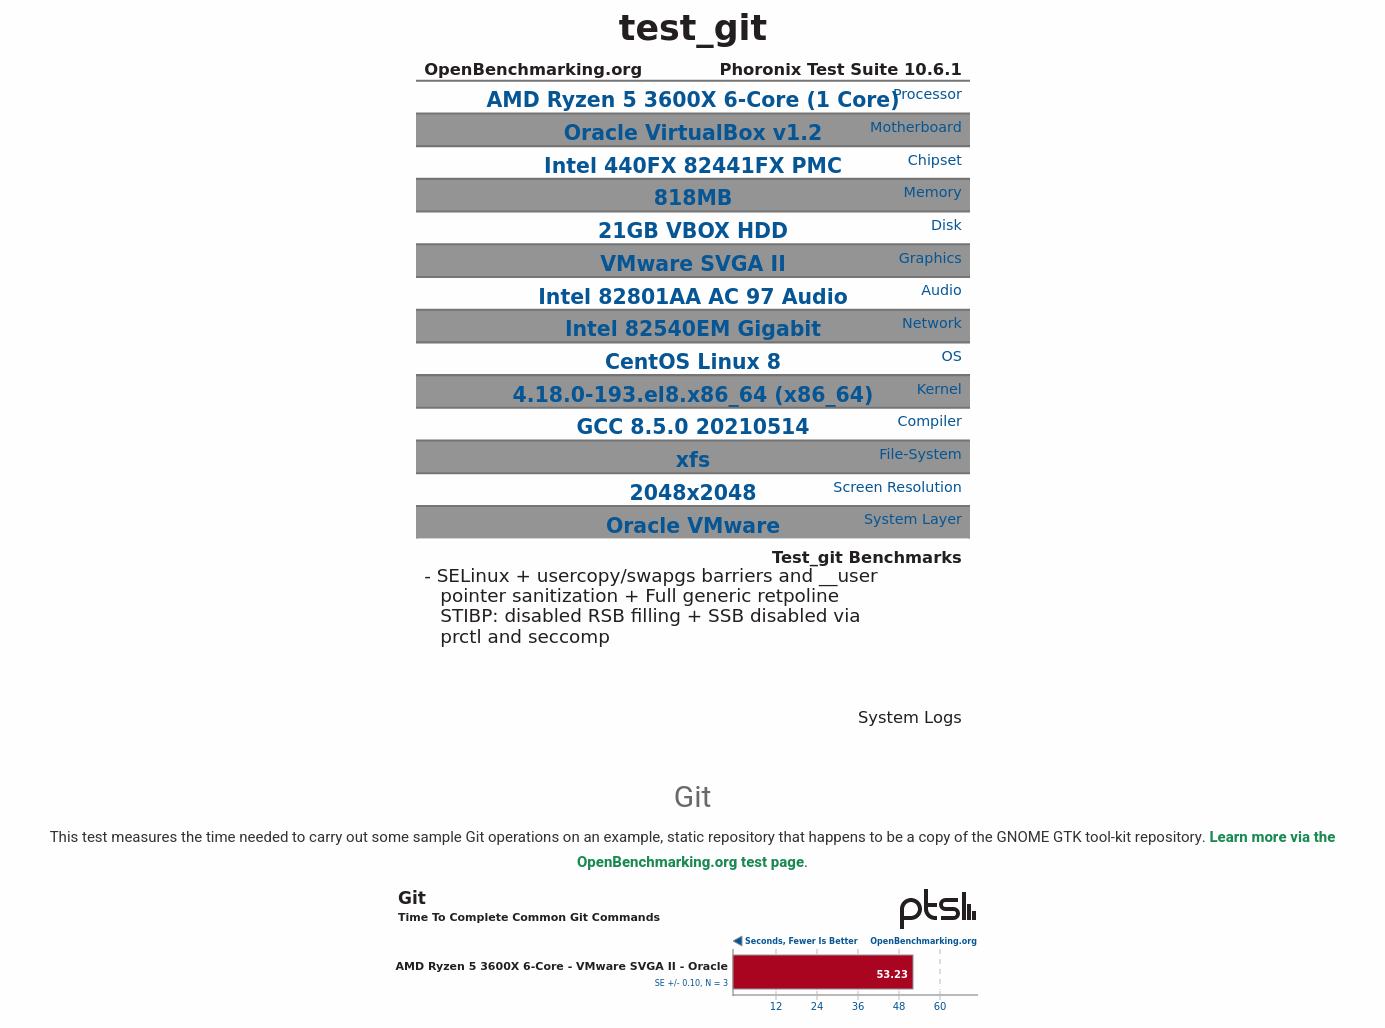 test_git
OpenBenchmarking.org Phoronix Test Suite 10.6.1
AMD Ryzen 5 3600X 6-Core (1 Core) Processor
Oracle VirtualBox v1.2 Motherboard
Intel 440FX 82441FX PMC Chipset
818MB Memory
21GB VBOX HDD Disk
VMware SVGA II Graphics
Intel 82801AA AC 97 Audio Audio
Intel 82540EM Gigabit Network
CentOS Linux 8 OS
4.18.0-193.el8.x86_64 (x86_64) Kernel
GCC 8.5.0 20210514 Compiler
xfs File-System
2048x2048 Screen Resolution
Oracle VMware System Layer
Test_git Benchmarks
- SELinux + usercopy/swapgs barriers and __user
pointer sanitization + Full generic retpoline
STIBP: disabled RSB filling + SSB disabled via
prctl and seccomp
System Logs
Git
This test measures the time needed to carry out some sample Git operations on an example, static repository that happens to be a copy of the GNOME GTK tool-kit repository. Learn more via the
OpenBenchmarking.org test page.
Git
Time To Complete Common Git Commands
ptsl
Seconds, Fewer Is Better OpenBenchmarking.org
AMD Ryzen 5 3600X 6-Core - VMware SVGA II - Oracle 53.23
SE +/- 0.10, N = 3
12 24 36 48 60